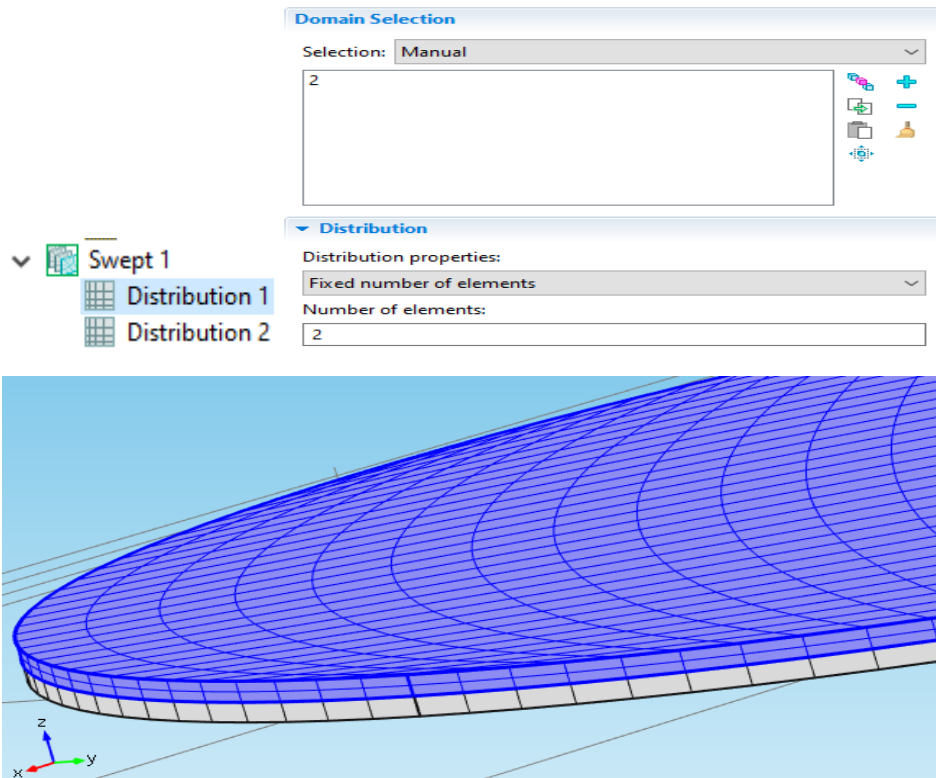 Domain Selection
Selection: Manual
2
Distribution
Distribution properties:
Fixed number of elements
Number of elements:
2
Swept 1
Distribution 1
Distribution 2
z
y
x